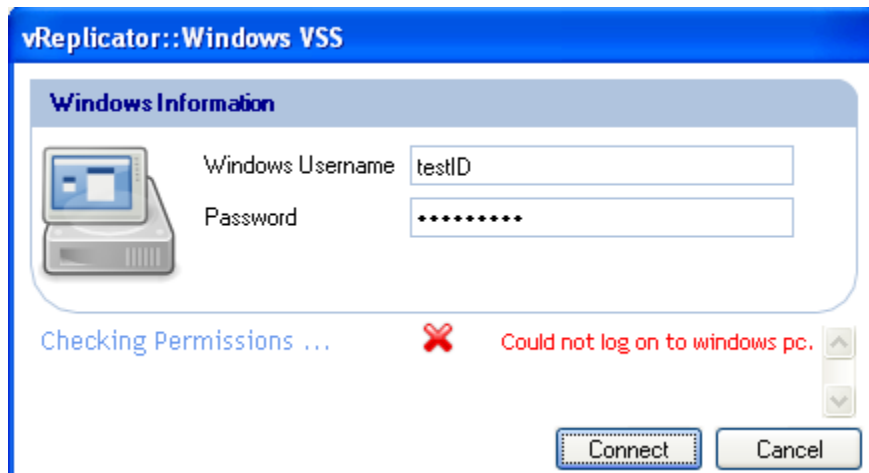 vReplicator::Windows VSS
Windows Information
Windows Username testID
Password •••••••••
Checking Permissions ... Could not log on to windows pc.
Connect Cancel